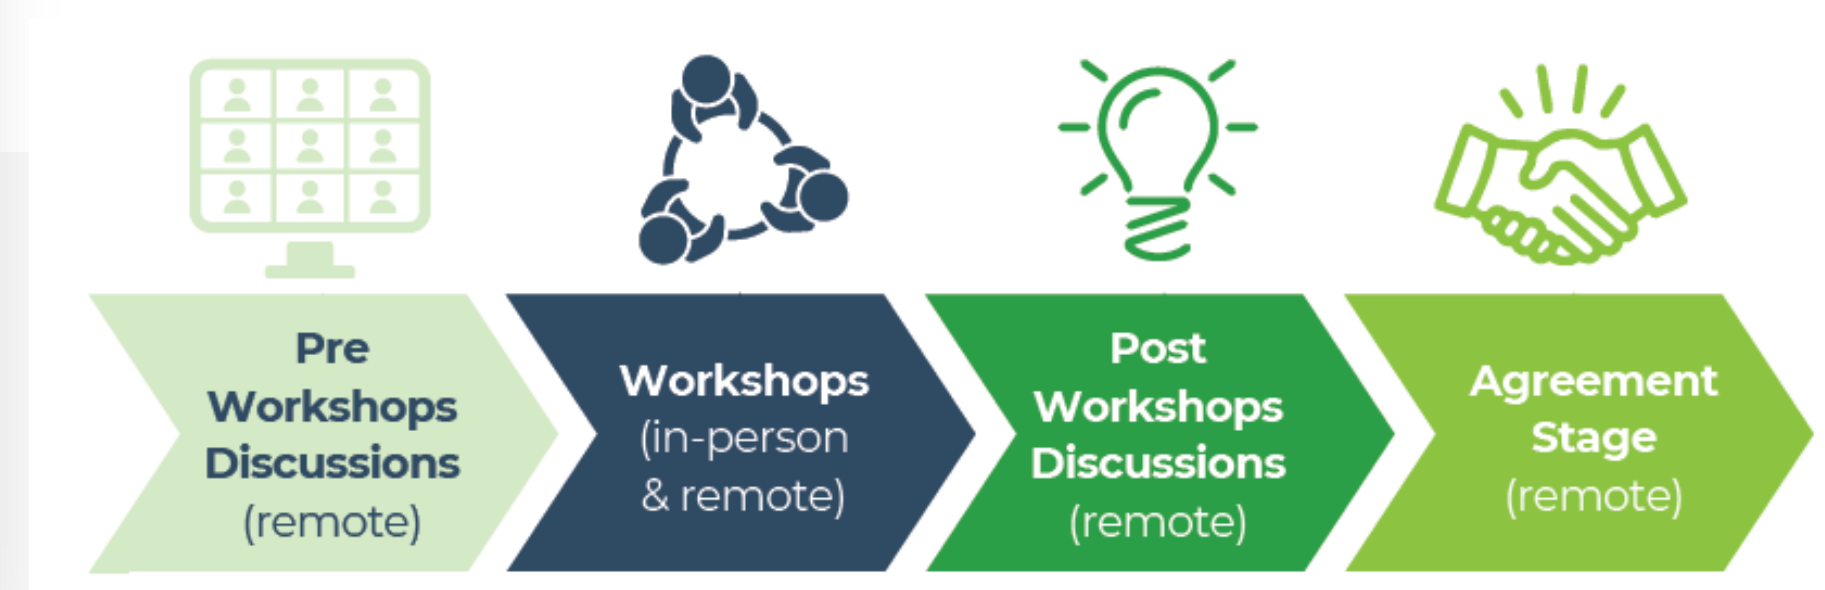 Pre
Workshops
Discussions
(remote)
Workshops
(in-person
& remote)
Post
Workshops
Discussions
(remote)
Agreement
Stage
(remote)